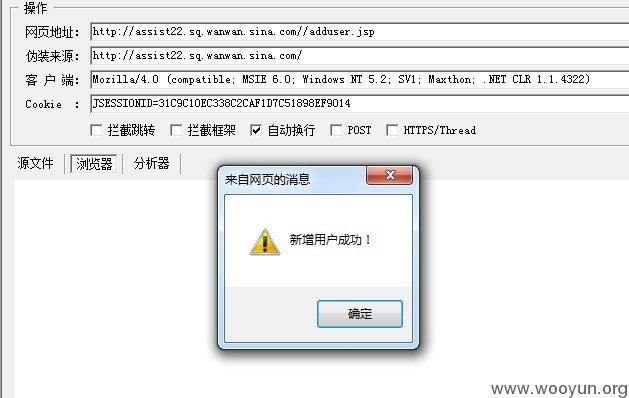 操作
网页地址: http://assist22.sq.wanwan.sina.com//adduser.jsp
伪装来源: http://assist22.sq.wanwan.sina.com/
客 户 端: Mozilla/4.0 (compatible; MSIE 6.0; Windows NT 5.2; SV1; Maxthon; .NET CLR 1.1.4322)
Cookie : JSESSIONID=31C9C10EC338C2CAF1D7C51898EF9014
拦截跳转 拦截框架 自动换行 POST HTTPS/Thread
源文件 浏览器 分析器
来自网页的消息
新增用户成功！
确定
www.wooyun.org